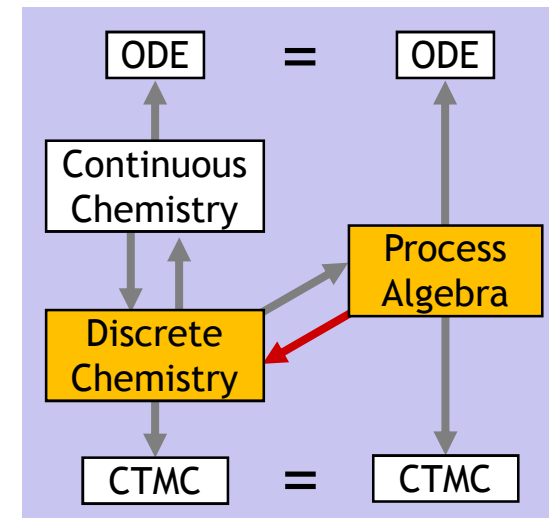 ODE = ODE
Continuous
Chemistry
Process
Algebra
Discrete
Chemistry
CTMC = CTMC